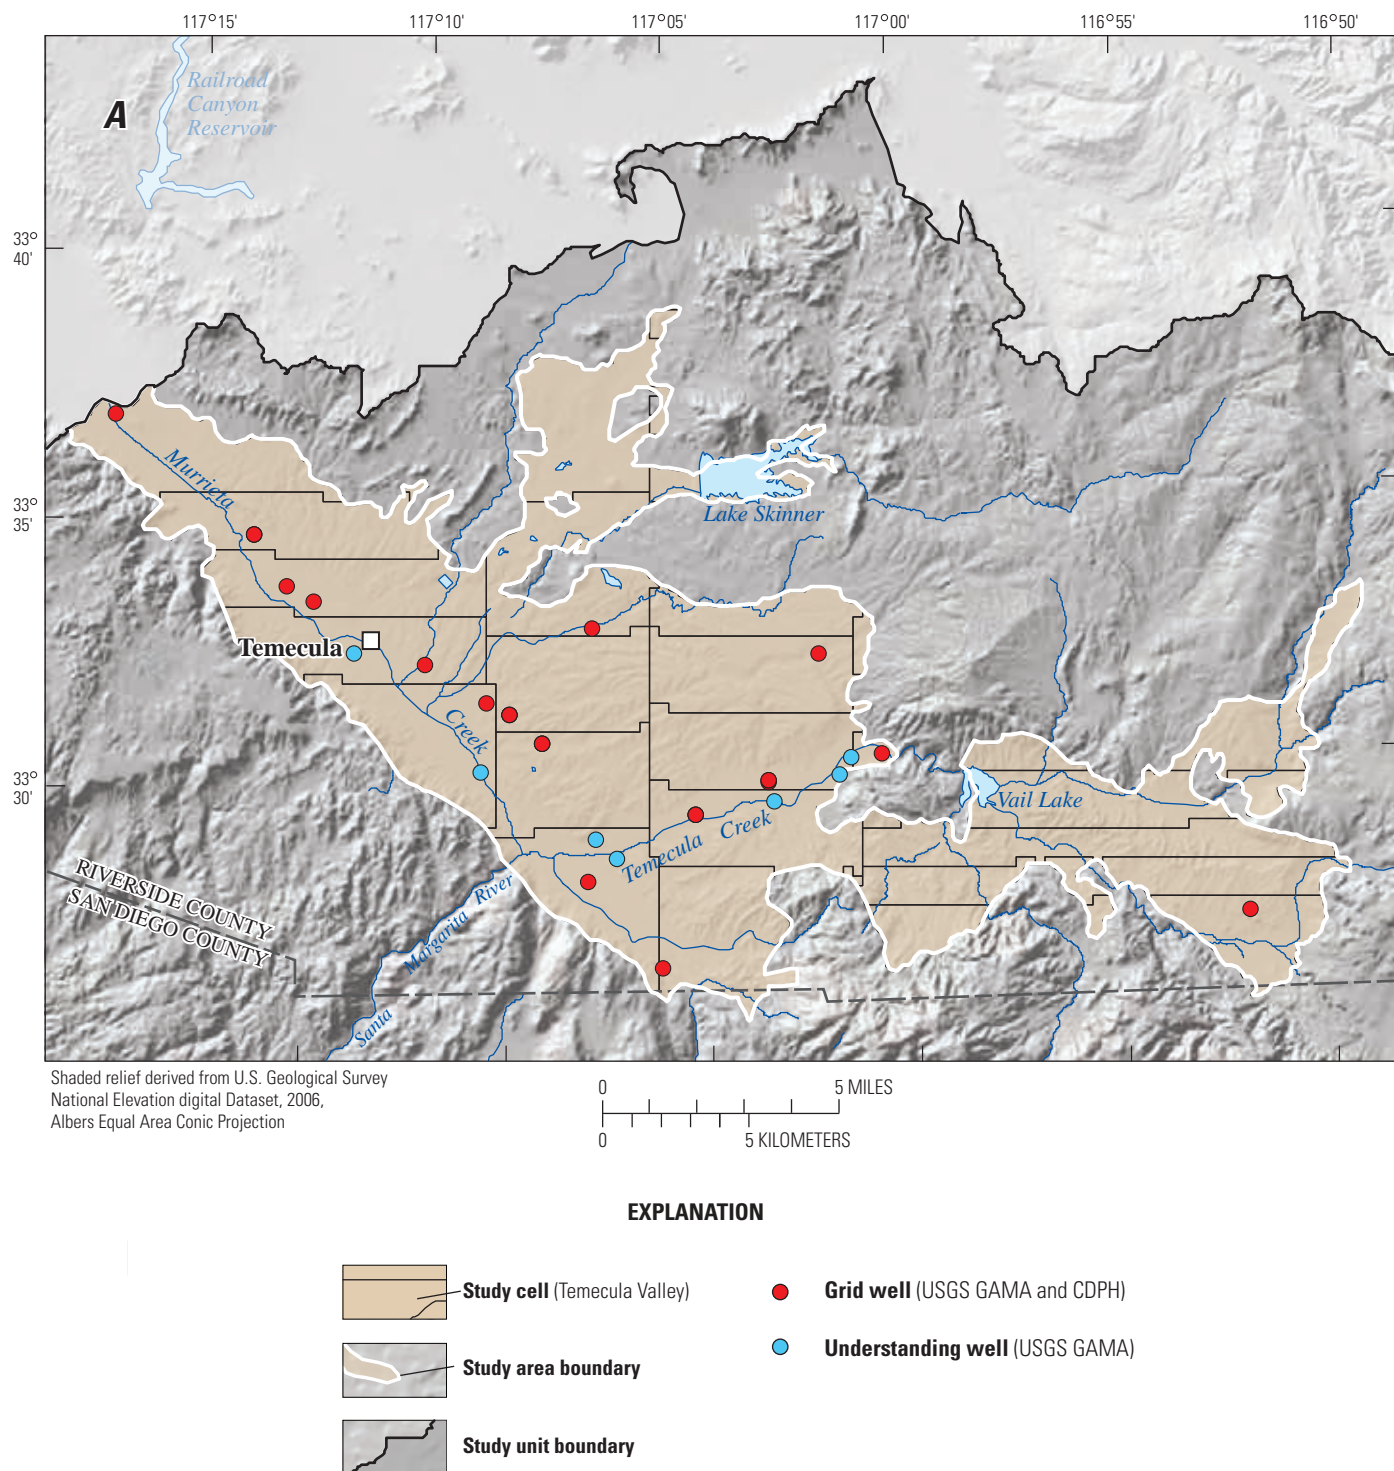 117°15'
117°10'
117°05'
117°00'
116°55'
116°50'
Railroad
Canyon
Reservoir
A
33°
40'
Murrieta
33°
35'
Lake Skinner
Temecula
Creek
33°
30'
Vail Lake
Temecula Creek
RIVERSIDE COUNTY
SAN DIEGO COUNTY
Santa Margarita River
Shaded relief derived from U.S. Geological Survey
National Elevation digital Dataset, 2006,
Albers Equal Area Conic Projection
0 5 MILES
0 5 KILOMETERS
EXPLANATION
Study cell (Temecula Valley)
Study area boundary
Study unit boundary
Grid well (USGS GAMA and CDPH)
Understanding well (USGS GAMA)